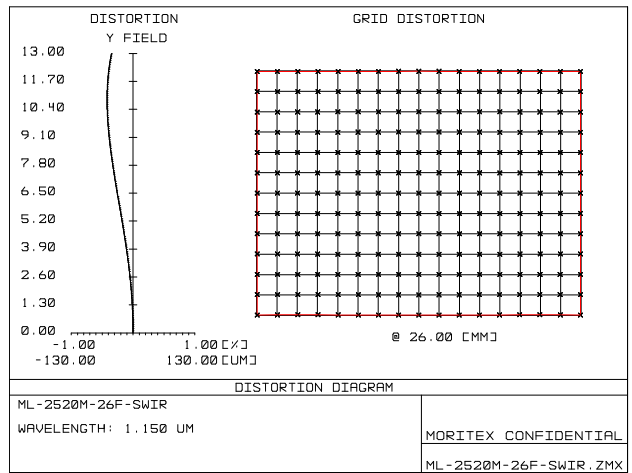 DISTORTION
Y FIELD
GRID DISTORTION
13.00
11.70
10.40
9.10
7.80
6.50
5.20
3.90
2.60
1.30
0.00
-1.00 1.00 [%]
-130.00 130.00 [UM]
@ 26.00 [MM]
DISTORTION DIAGRAM
ML-2520M-26F-SWIR
WAVELENGTH: 1.150 UM
MORITEX CONFIDENTIAL
ML-2520M-26F-SWIR.ZMX